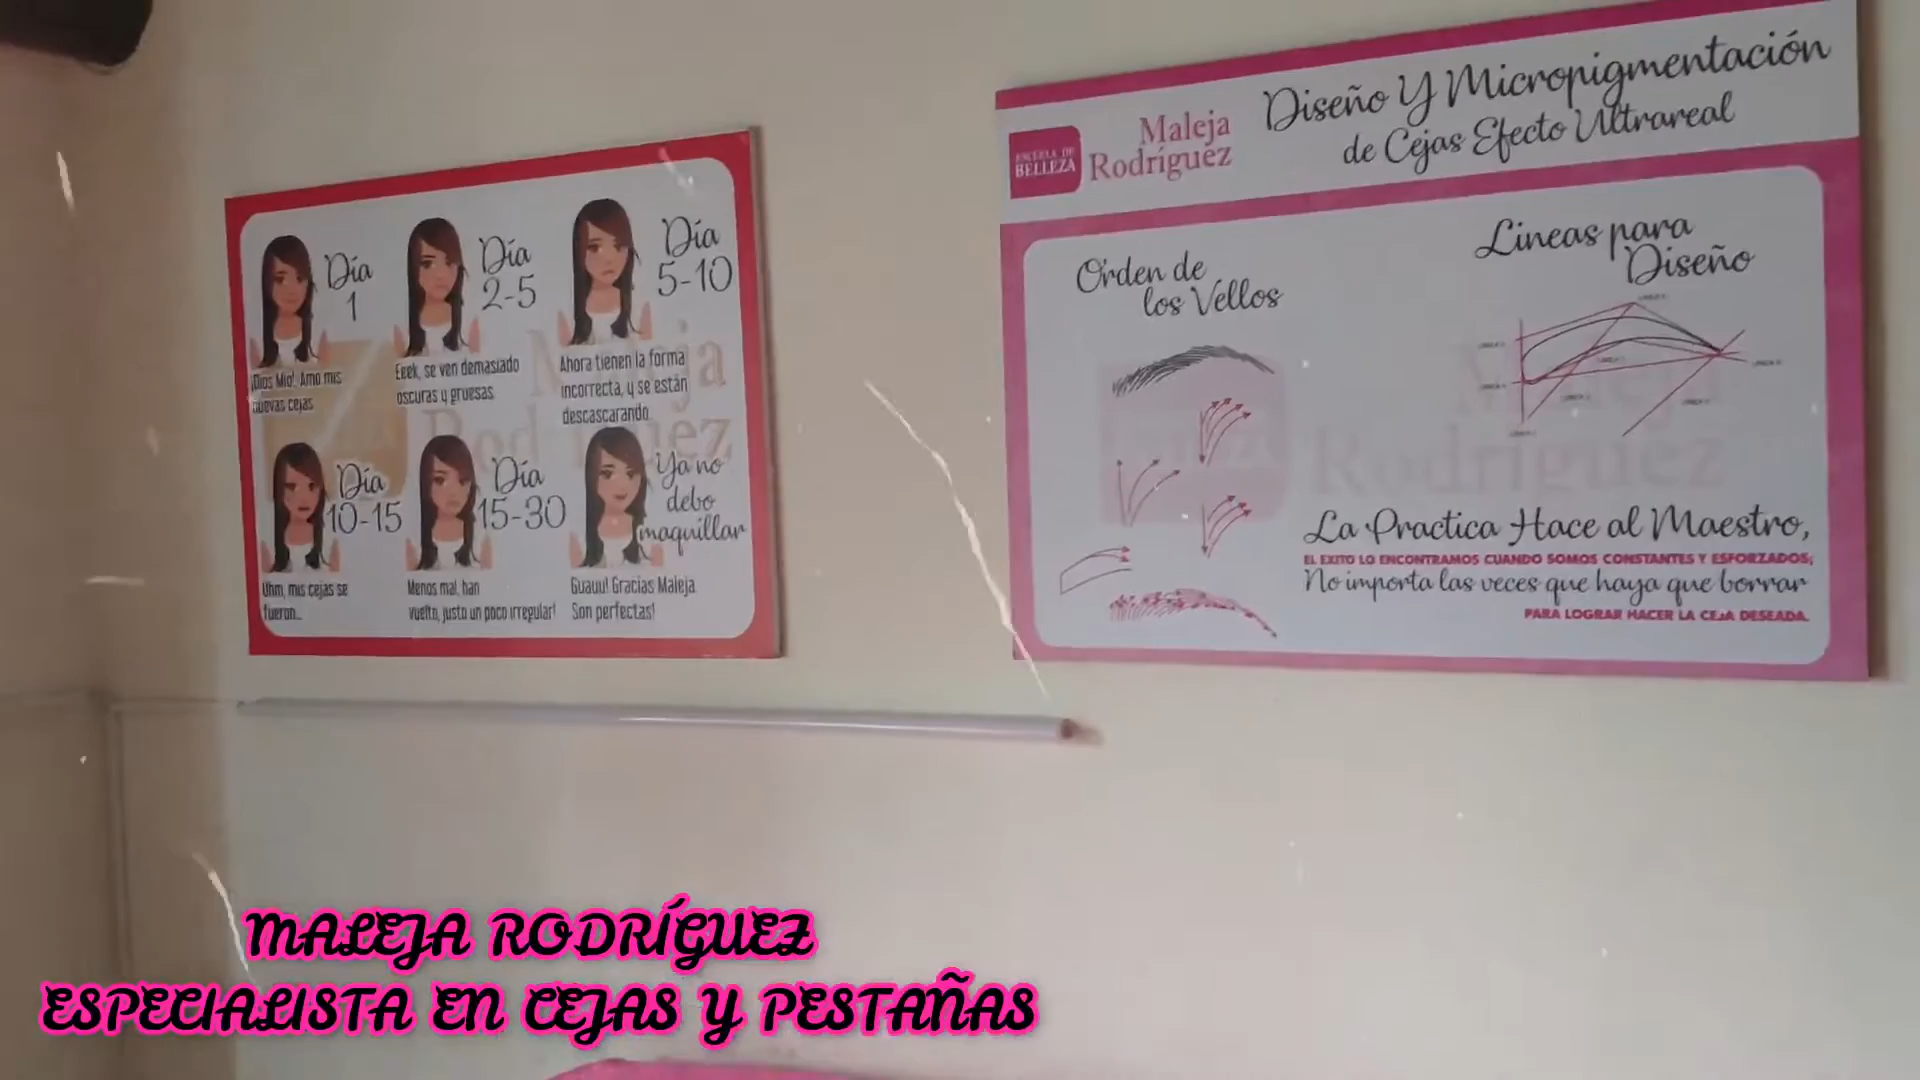 Día
1
¡Dios Mio! Amo mis
nuevas cejas
Día
2-5
Eeek, se ven demasiado
oscuras y gruesas
Día
5-10
Ahora tienen la forma
incorrecta, y se están
descascarando
Día
10-15
Uhm, mis cejas se
fueron...
Día
15-30
Menos mal, han
vuelto, justo un poco irregular!
Ya no
debo
maquillar
Guauu! Gracias Maleja
Son perfectas!
Maleja
Rodríguez
ESCUELA DE
BELLEZA
Maleja
Rodríguez
Diseño Y Micropigmentación
de Cejas Efecto Ultrareal
Orden de
los Vellos
Lineas para
Diseño
Rodríguez
La Practica Hace al Maestro,
EL EXITO LO ENCONTRAMOS CUANDO SOMOS CONSTANTES Y ESFORZADOS;
No importa las veces que haya que borrar
PARA LOGRAR HACER LA CEJA DESEADA.
MALEJA RODRÍGUEZ
ESPECIALISTA EN CEJAS Y PESTAÑAS